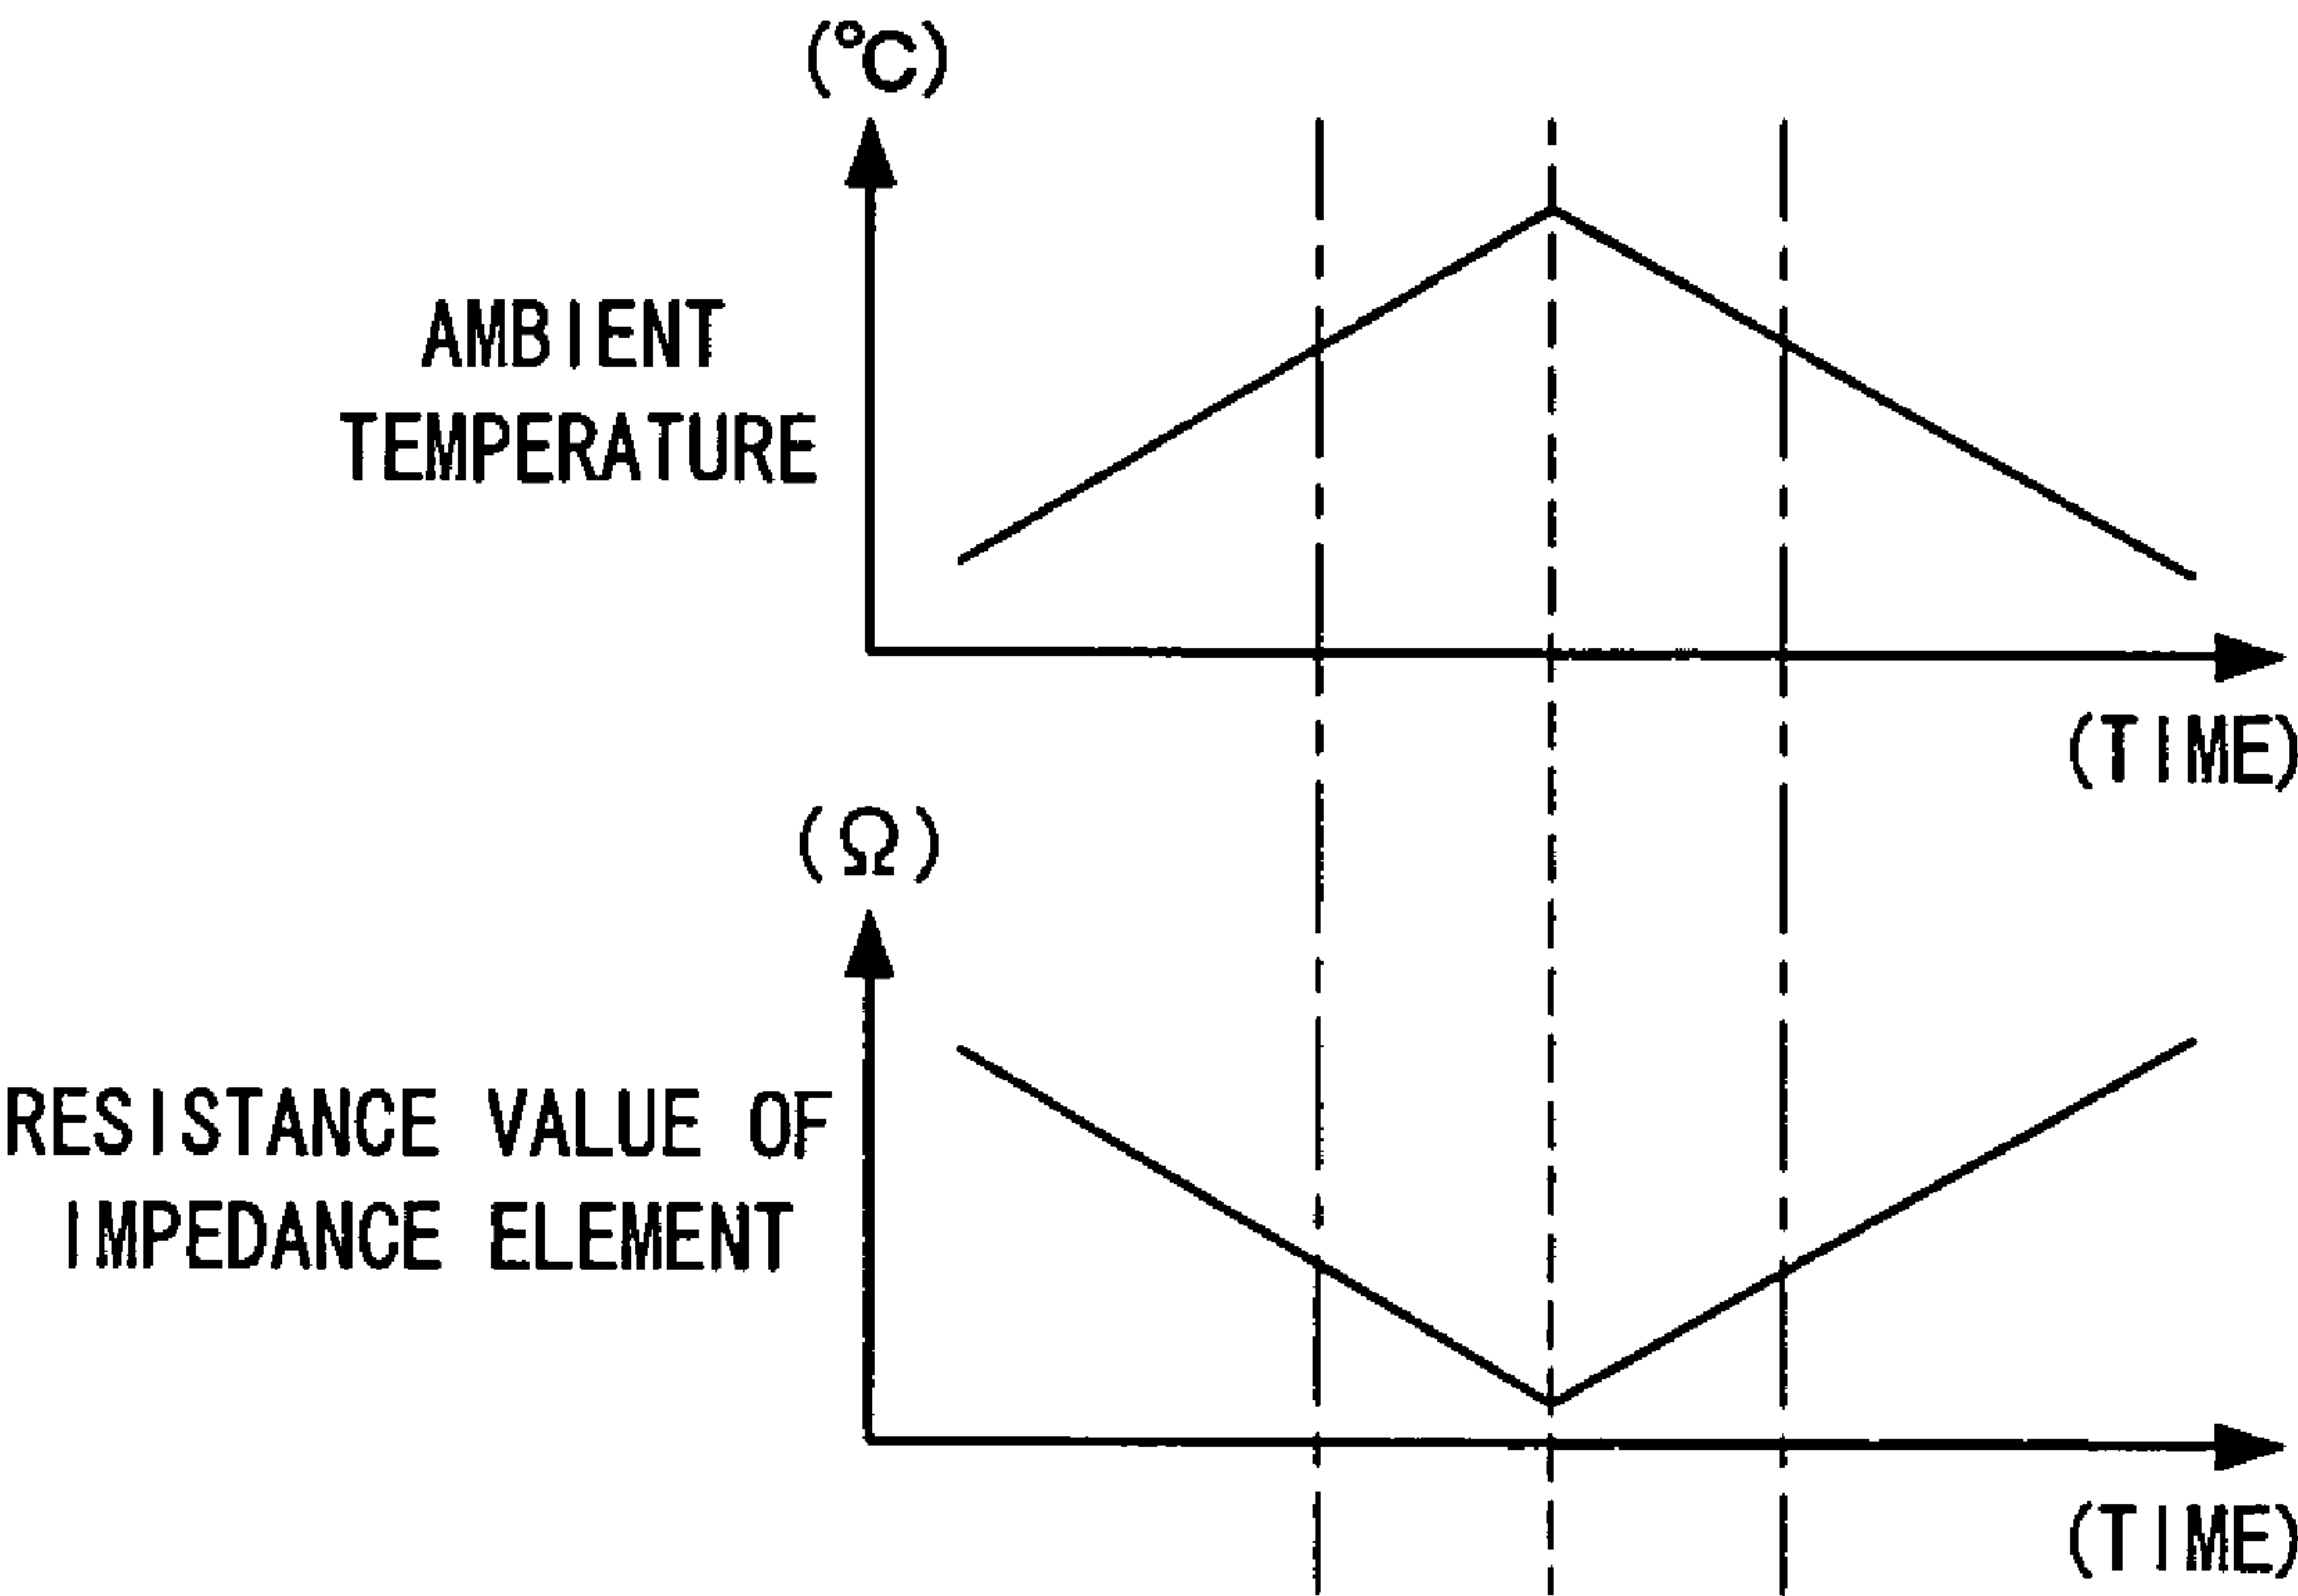 (°C)
AMBIENT
TEMPERATURE
(TIME)
(Ω)
RESISTANCE VALUE OF
IMPEDANCE ELEMENT
(TIME)